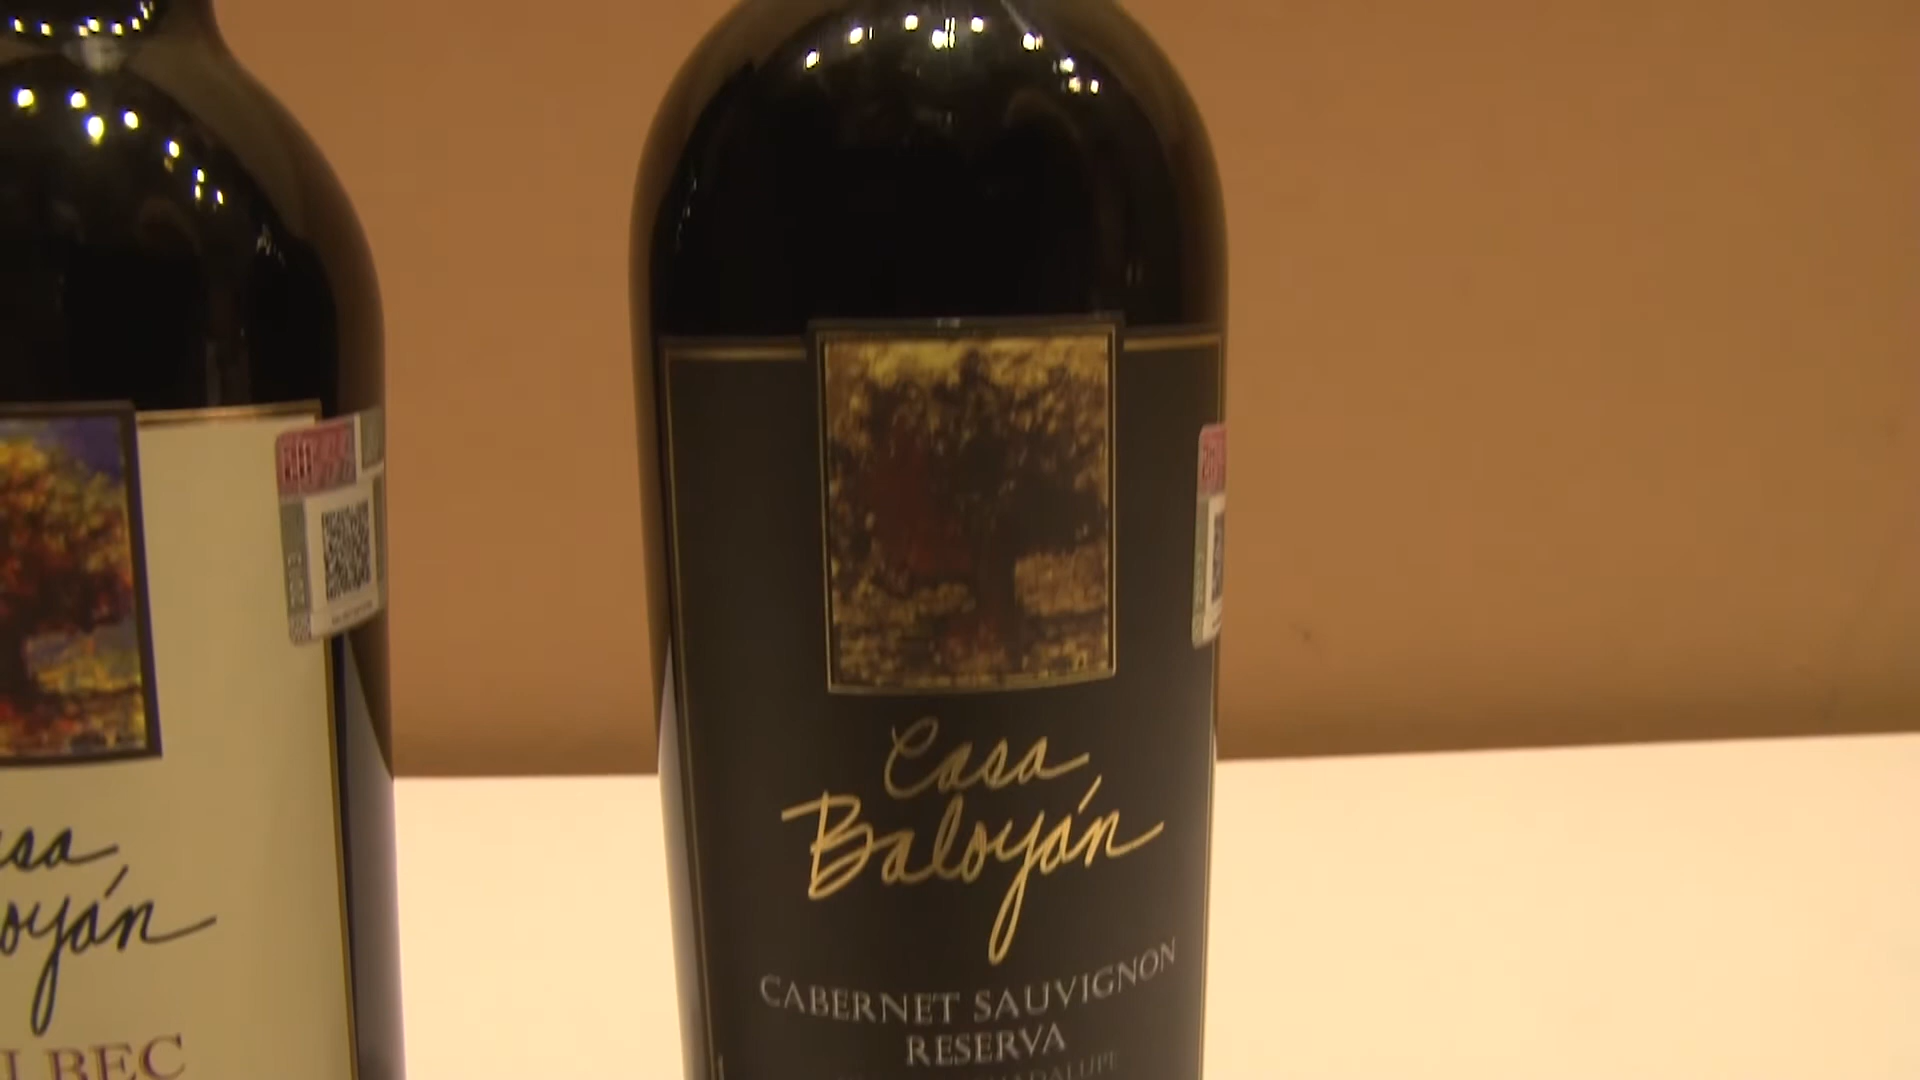 asa
oyán
LBEC
Casa
Baloyán
CABERNET SAUVIGNON
RESERVA